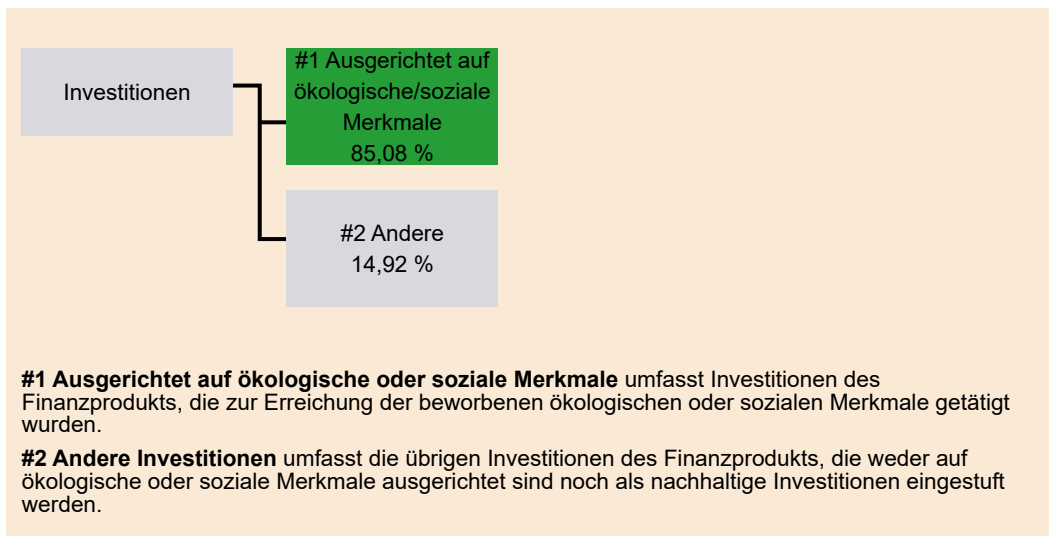 Investitionen
#1 Ausgerichtet auf
ökologische/soziale
Merkmale
85,08 %
#2 Andere
14,92 %
#1 Ausgerichtet auf ökologische oder soziale Merkmale umfasst Investitionen des
Finanzprodukts, die zur Erreichung der beworbenen ökologischen oder sozialen Merkmale getätigt
wurden.
#2 Andere Investitionen umfasst die übrigen Investitionen des Finanzprodukts, die weder auf
ökologische oder soziale Merkmale ausgerichtet sind noch als nachhaltige Investitionen eingestuft
werden.